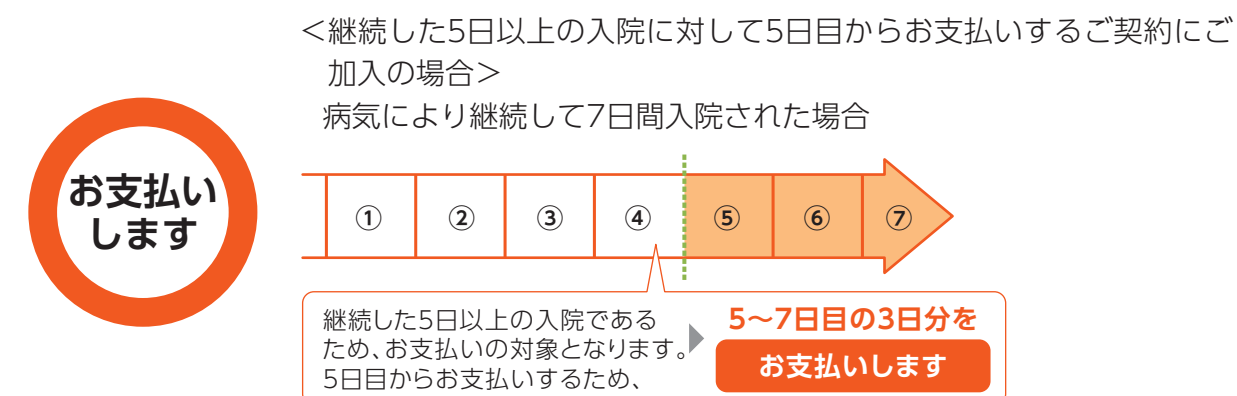 ＜継続した5日以上の入院に対して5日目からお支払いするご契約にご
加入の場合＞
病気により継続して7日間入院された場合
お支払い
します
① ② ③ ④ ⑤ ⑥ ⑦
継続した5日以上の入院である
ため、お支払いの対象となります。
5日目からお支払いするため、
5～7日目の3日分を
お支払いします